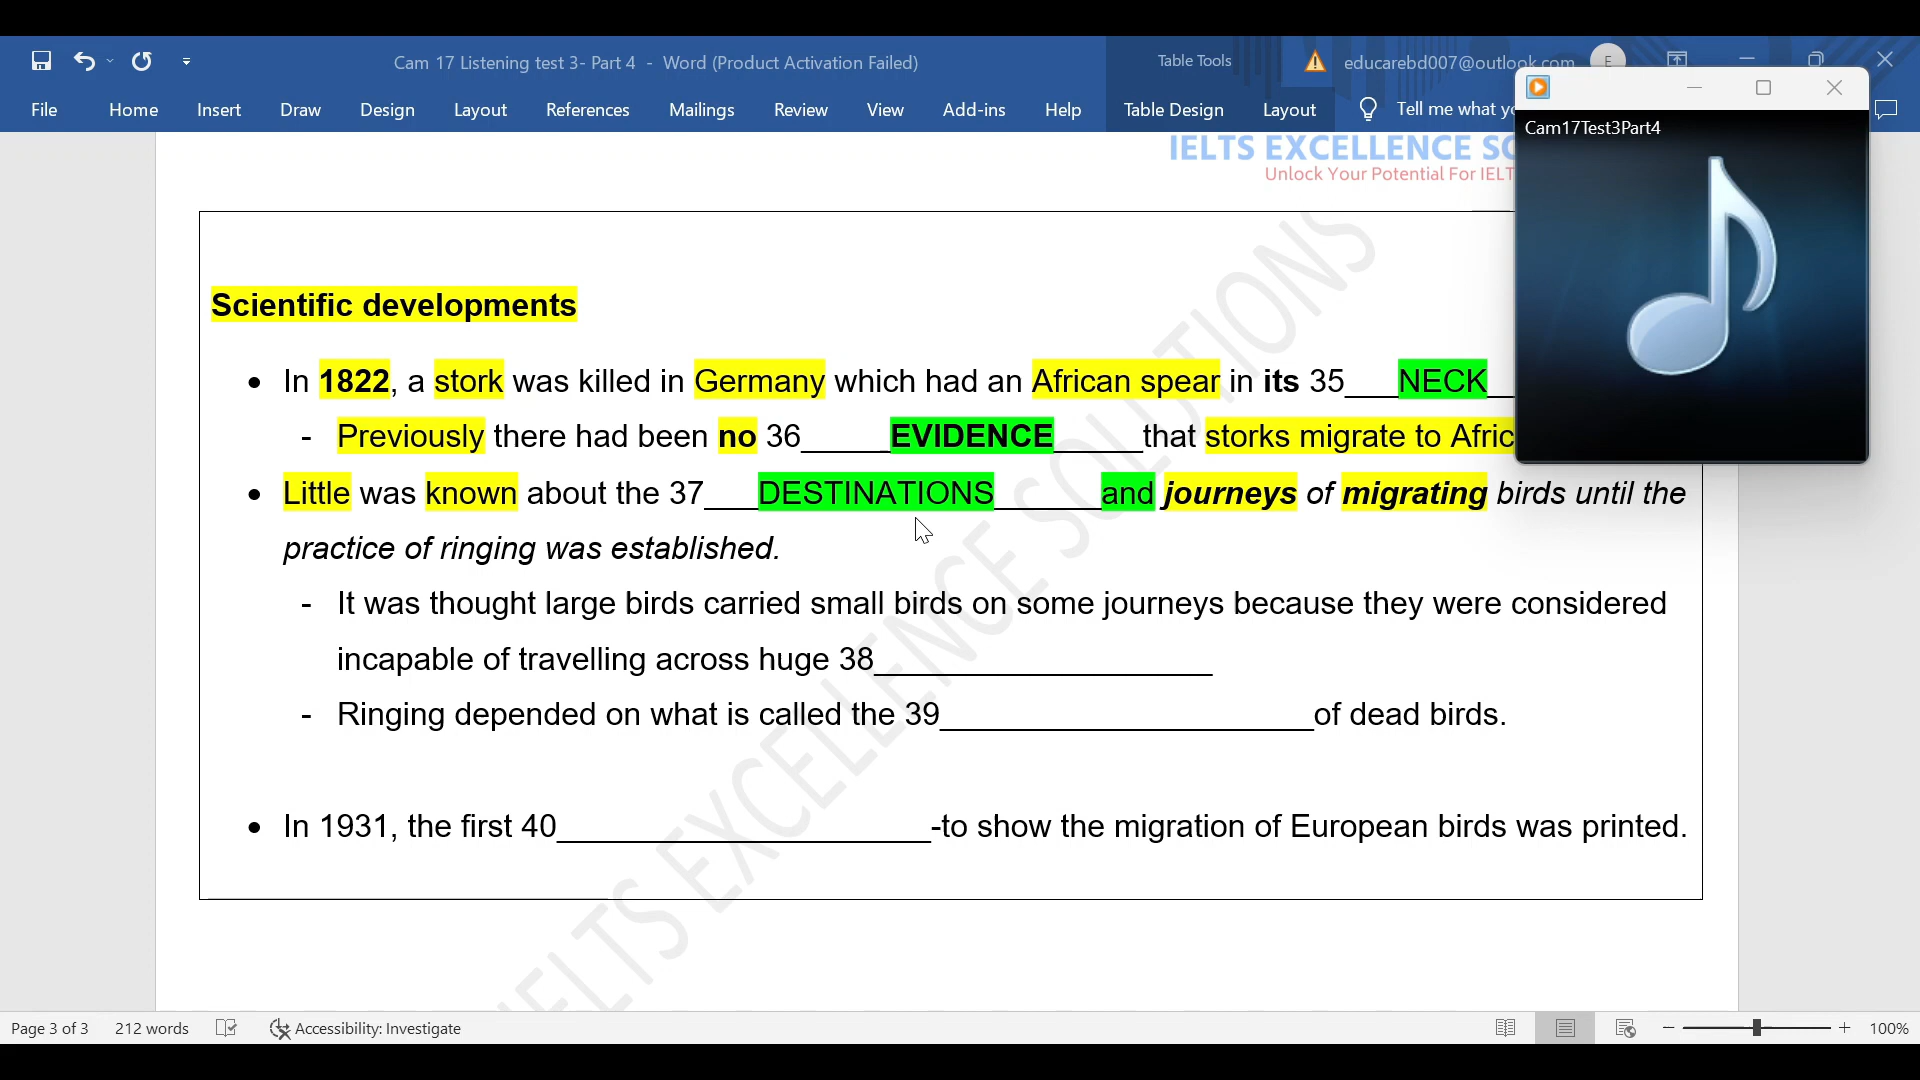 Cam 17 Listening test 3- Part 4 - Word (Product Activation Failed)
Table Tools
educarebd007@outlook.com
E
File Home Insert Draw Design Layout References Mailings Review View Add-ins Help Table Design Layout Tell me what
Cam17Test3Part4
IELTS EXCELLENCE
Unlock Your Potential For
Scientific developments
• In 1822, a stork was killed in Germany which had an African spear in its 35___NECK__
- Previously there had been no 36_____EVIDENCE_____that storks migrate to
• Little was known about the 37___DESTINATIONS______and journeys of migrating birds until the
practice of ringing was established.
- It was thought large birds carried small birds on some journeys because they were considered
incapable of travelling across huge 38___________________
- Ringing depended on what is called the 39_____________________of dead birds.
• In 1931, the first 40_____________________-to show the migration of European birds was printed.
IELTS EXCELLENCE SOLUTIONS
Page 3 of 3 212 words Accessibility: Investigate 100%